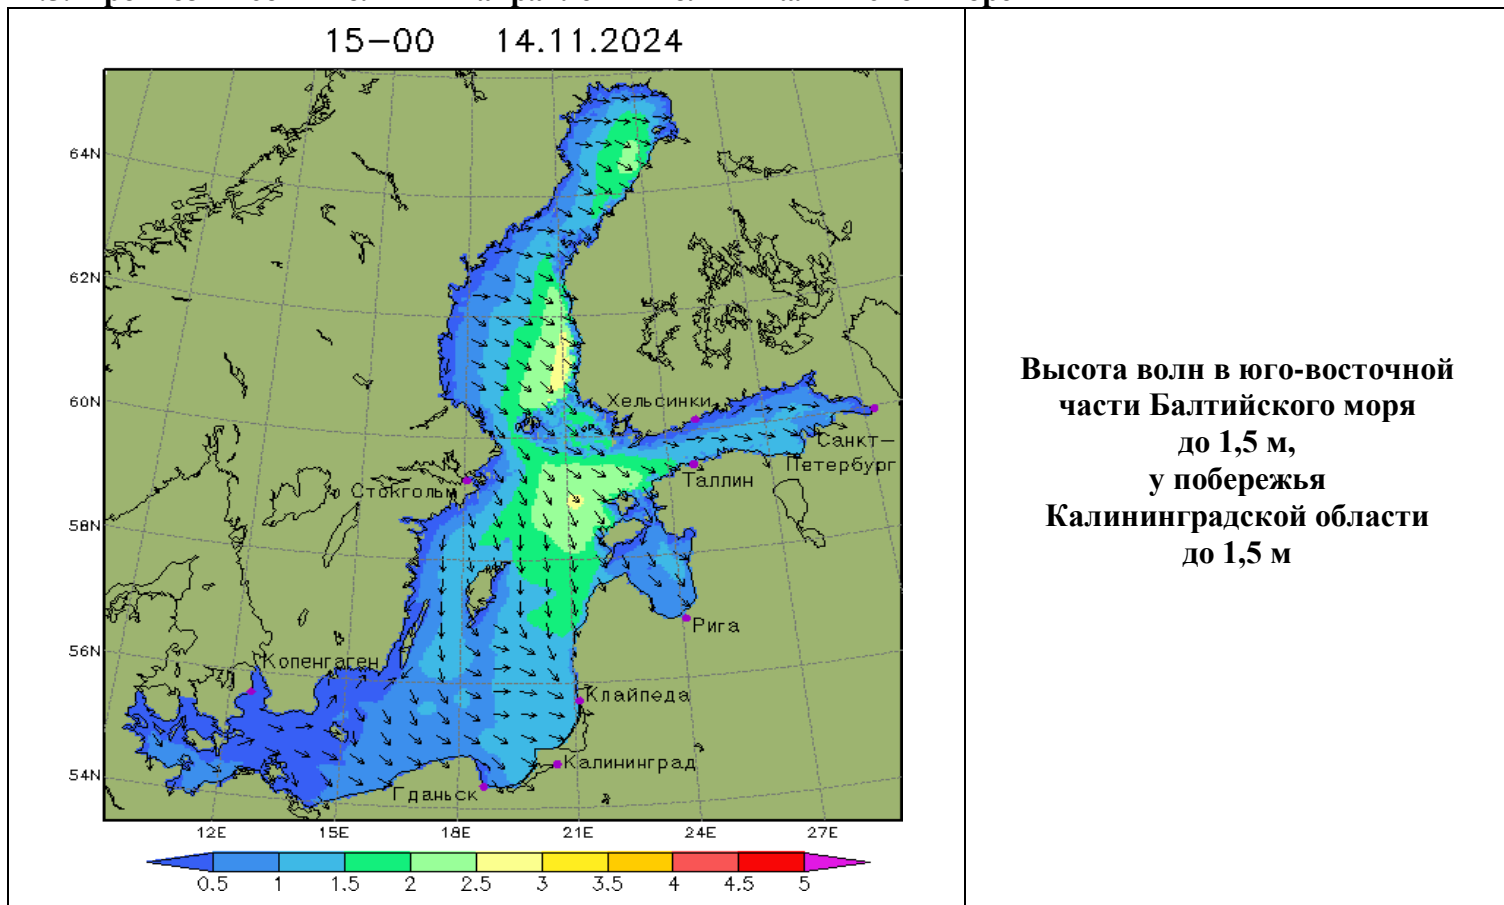 15-00 14.11.2024
64N
62N
60N
58N
56N
54N
Хельсинки
Санкт-
Петербург
Таллин
Стокгольм
Рига
Копенгаген
Клайпеда
Калининград
Гданьск
12E 15E 18E 21E 24E 27E
0.5 1 1.5 2 2.5 3 3.5 4 4.5 5
Высота волн в юго-восточной
части Балтийского моря
до 1,5 м,
у побережья
Калининградской области
до 1,5 м